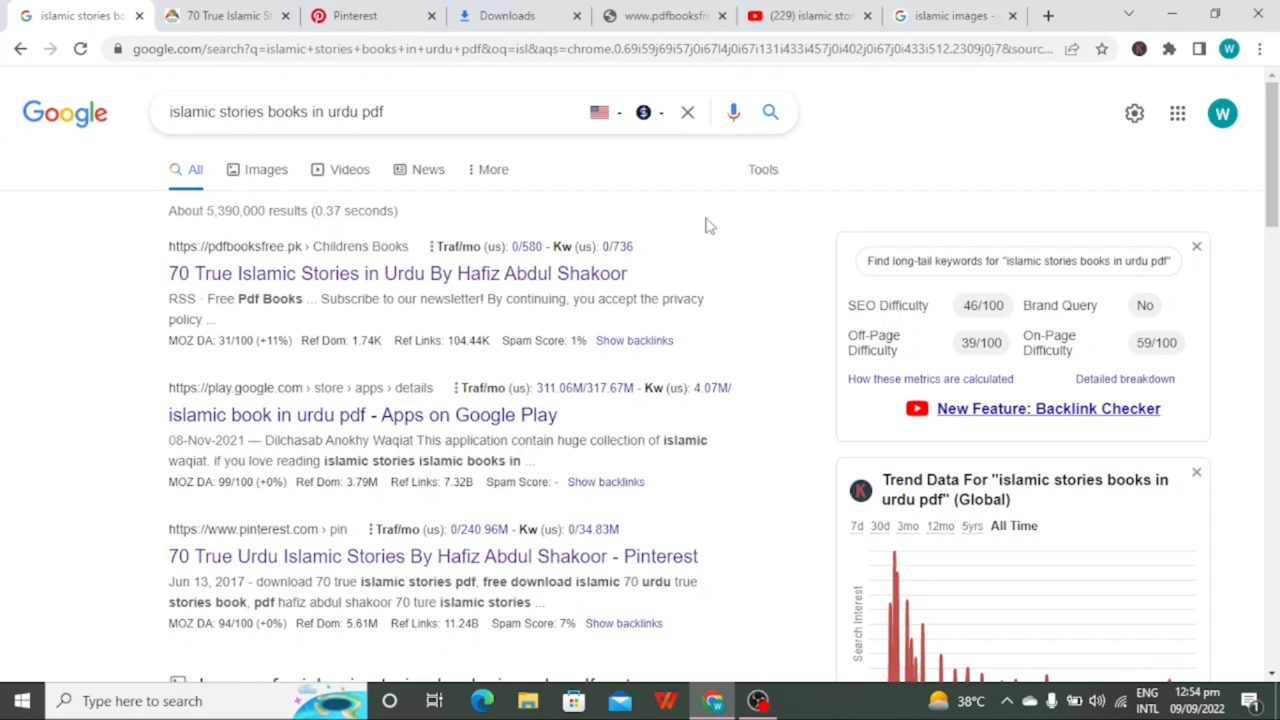 islamic stories bo
70 True Islamic St
Pinterest
Downloads
www.pdfbooksfre
(229) islamic stor
islamic images -
google.com/search?q=islamic+stories+books+in+urdu+pdf&oq=isl&aqs=chrome.0.69i59j69i57j0i67l4j0i67i131i433i457j0i402j0i67j0i433i512.2309j0j7&sourc...
W
Google
islamic stories books in urdu pdf
W
All
Images
Videos
News
More
Tools
About 5,390,000 results (0.37 seconds)
https://pdfbooksfree.pk › Childrens Books Traf/mo (us): 0/580 - Kw (us): 0/736
70 True Islamic Stories in Urdu By Hafiz Abdul Shakoor
RSS · Free Pdf Books ... Subscribe to our newsletter! By continuing, you accept the privacy
policy ...
MOZ DA: 31/100 (+11%) Ref Dom: 1.74K Ref Links: 104.44K Spam Score: 1% Show backlinks
https://play.google.com › store › apps › details Traf/mo (us): 311.06M/317.67M - Kw (us): 4.07M/
islamic book in urdu pdf - Apps on Google Play
08-Nov-2021 — Dilchasab Anokhy Waqiat This application contain huge collection of islamic
waqiat. if you love reading islamic stories islamic books in ...
MOZ DA: 99/100 (+0%) Ref Dom: 3.79M Ref Links: 7.32B Spam Score: - Show backlinks
https://www.pinterest.com › pin Traf/mo (us): 0/240.96M - Kw (us): 0/34.83M
70 True Urdu Islamic Stories By Hafiz Abdul Shakoor - Pinterest
Jun 13, 2017 - download 70 true islamic stories pdf, free download islamic 70 urdu true
stories book, pdf hafiz abdul shakoor 70 ture islamic stories ...
MOZ DA: 94/100 (+0%) Ref Dom: 5.61M Ref Links: 11.24B Spam Score: 7% Show backlinks
Find long-tail keywords for "islamic stories books in urdu pdf"
SEO Difficulty 46/100 Brand Query No
Off-Page Difficulty 39/100 On-Page Difficulty 59/100
How these metrics are calculated Detailed breakdown
New Feature: Backlink Checker
Trend Data For "islamic stories books in
urdu pdf" (Global)
7d 30d 3mo 12mo 5yrs All Time
Search Interest
Type here to search
38°C
ENG
INTL
12:54 pm
09/09/2022
1